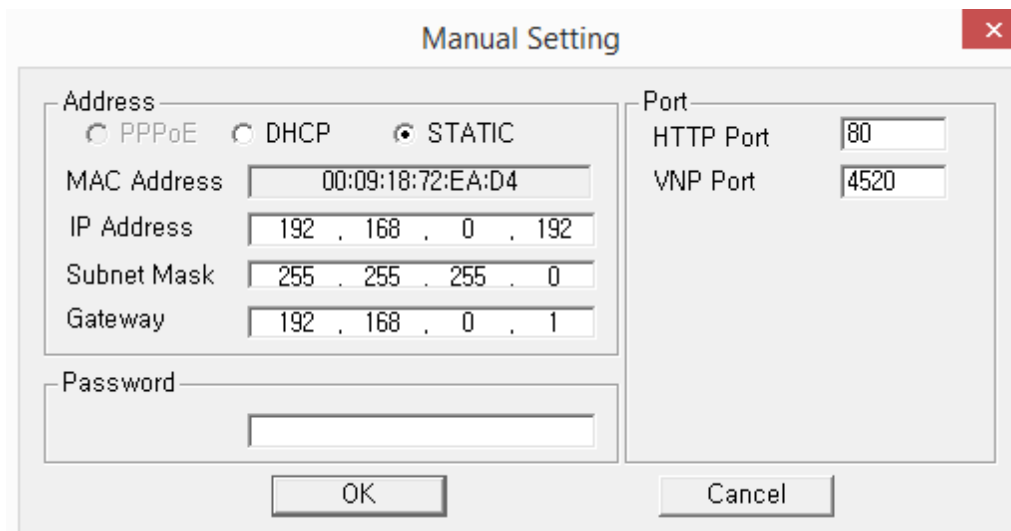 Manual Setting
Address
PPPoE DHCP STATIC
MAC Address 00:09:18:72:EA:D4
IP Address 192 . 168 . 0 . 192
Subnet Mask 255 . 255 . 255 . 0
Gateway 192 . 168 . 0 . 1
Password
Port
HTTP Port 80
VNP Port 4520
OK Cancel